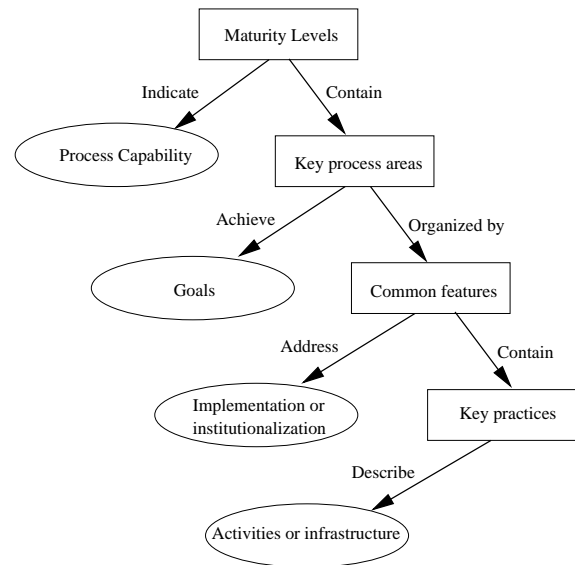 Maturity Levels
Indicate
Contain
Process Capability
Key process areas
Achieve
Organized by
Goals
Common features
Address
Contain
Implementation or
institutionalization
Key practices
Describe
Activities or infrastructure